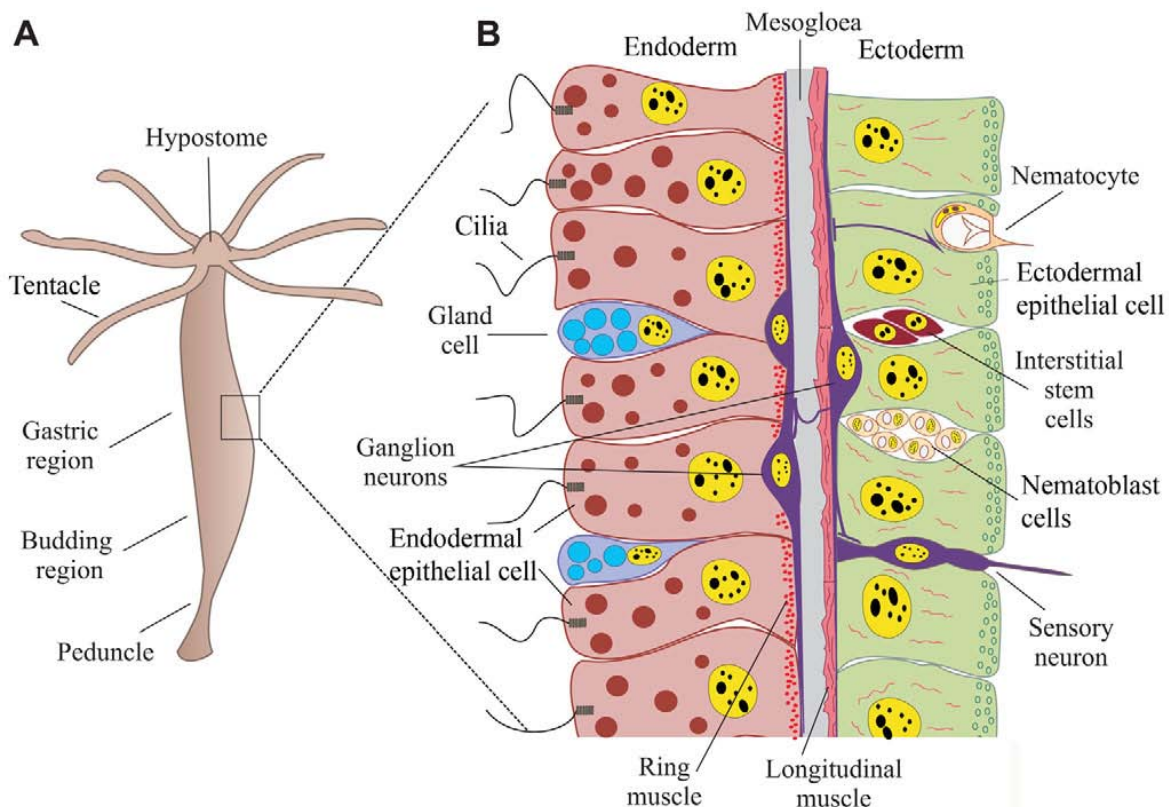 A
Hypostome
Tentacle
Gastric
region
Budding
region
Peduncle
B
Mesogloea
Endoderm
Ectoderm
Cilia
Gland
cell
Ganglion
neurons
Endodermal
epithelial cell
Nematocyte
Ectodermal
epithelial cell
Interstitial
stem
cells
Nematoblast
cells
Sensory
neuron
Ring
muscle
Longitudinal
muscle